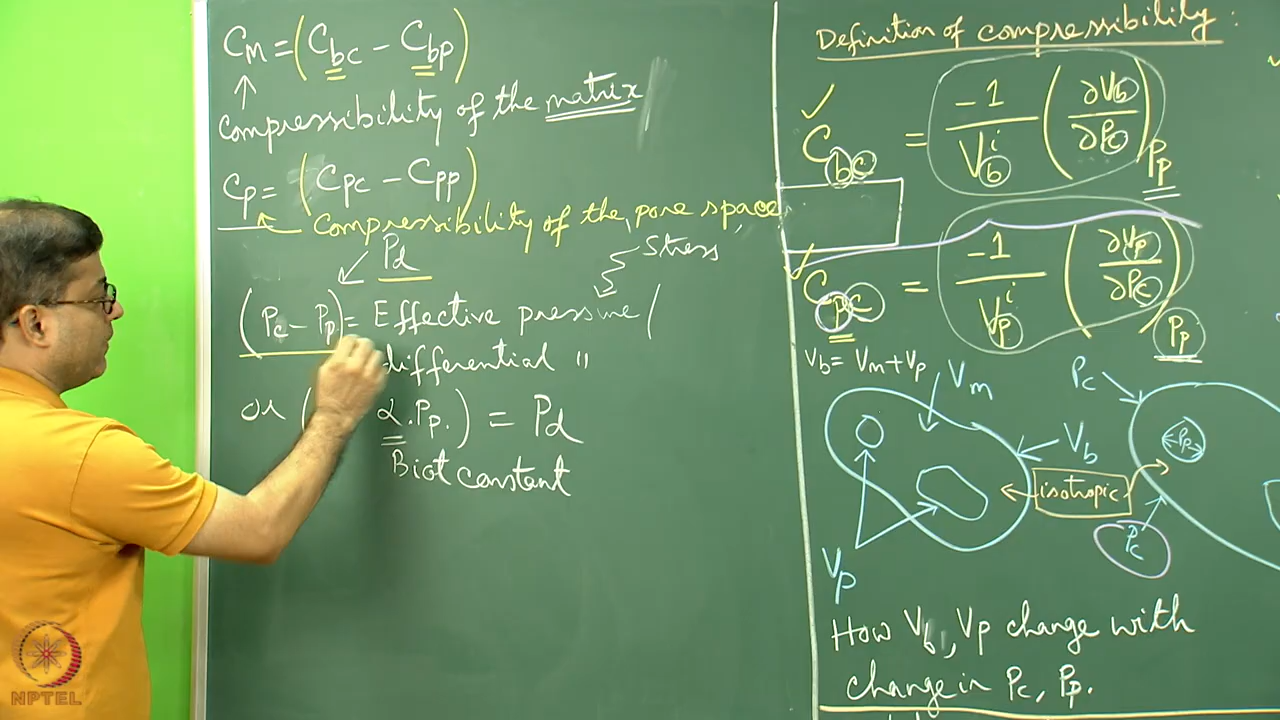 Cm = (Cbc - Cbp)
compressibility of the matrix
Cp = (Cpc - Cpp)
Compressibility of the pore space
Pd
Stress
(Pc - Pp) = Effective pressure /
differential "
or ( α.Pp.) = Pd
Biot constant
Definition of compressibility:
Cbc = -1/Vb^i (∂Vb/∂Pc)Pp
Cpc = -1/Vp^i (∂Vp/∂Pc)Pp
Vb = Vm + Vp
Vm
Pc
Vb
Pp
isotropic
Pc
Vp
How Vb, Vp change with
change in Pc, Pp.
NPTEL